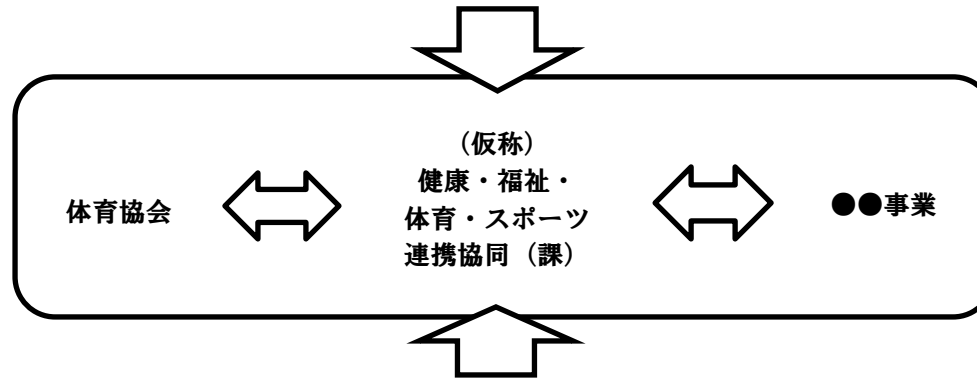 体育協会
（仮称）
健康・福祉・
体育・スポーツ
連携協同（課）
●●事業